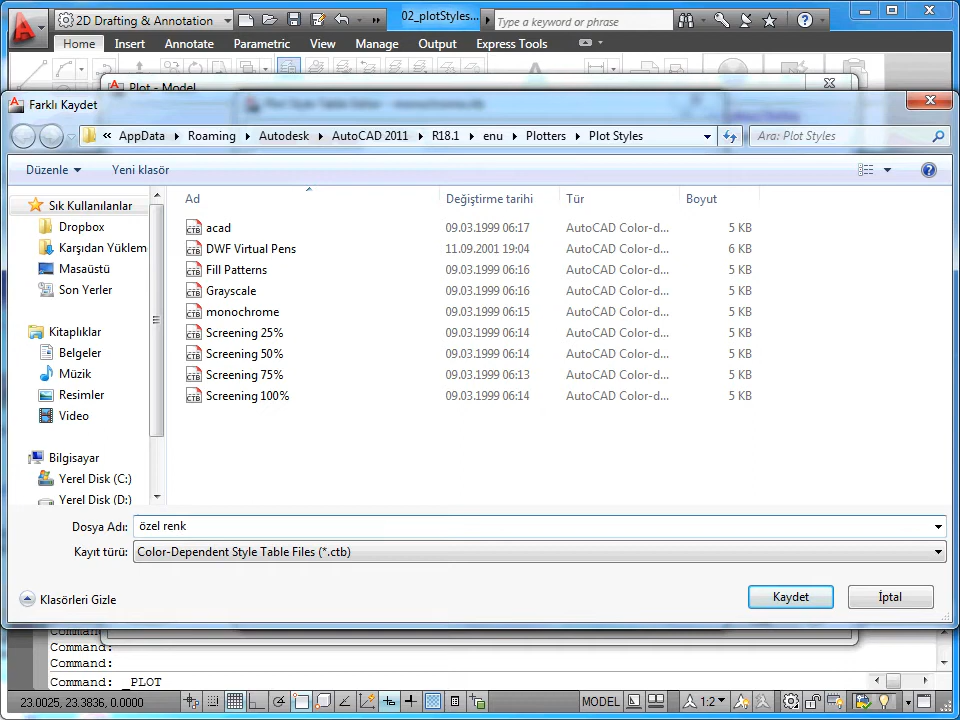 2D Drafting & Annotation
02_plotStyles...
Type a keyword or phrase
Home Insert Annotate Parametric View Manage Output Express Tools
Plot - Model
Plot Style Table Editor - monochrome.ctb
Farklı Kaydet
« AppData Roaming Autodesk AutoCAD 2011 R18.1 enu Plotters Plot Styles
Ara: Plot Styles
Düzenle Yeni klasör
Ad Değiştirme tarihi Tür Boyut
Sık Kullanılanlar
Dropbox
Karşıdan Yüklem
Masaüstü
Son Yerler
Kitaplıklar
Belgeler
Müzik
Resimler
Video
Bilgisayar
Yerel Disk (C:)
Yerel Disk (D:)
acad 09.03.1999 06:17 AutoCAD Color-d... 5 KB
DWF Virtual Pens 11.09.2001 19:04 AutoCAD Color-d... 6 KB
Fill Patterns 09.03.1999 06:16 AutoCAD Color-d... 5 KB
Grayscale 09.03.1999 06:16 AutoCAD Color-d... 5 KB
monochrome 09.03.1999 06:15 AutoCAD Color-d... 5 KB
Screening 25% 09.03.1999 06:14 AutoCAD Color-d... 5 KB
Screening 50% 09.03.1999 06:14 AutoCAD Color-d... 5 KB
Screening 75% 09.03.1999 06:13 AutoCAD Color-d... 5 KB
Screening 100% 09.03.1999 06:14 AutoCAD Color-d... 5 KB
Dosya Adı: özel renk
Kayıt türü: Color-Dependent Style Table Files (*.ctb)
Klasörleri Gizle
Kaydet İptal
Command:
Command:
Command:
Command: _PLOT
23.0025, 23.3836, 0.0000
MODEL
1:2